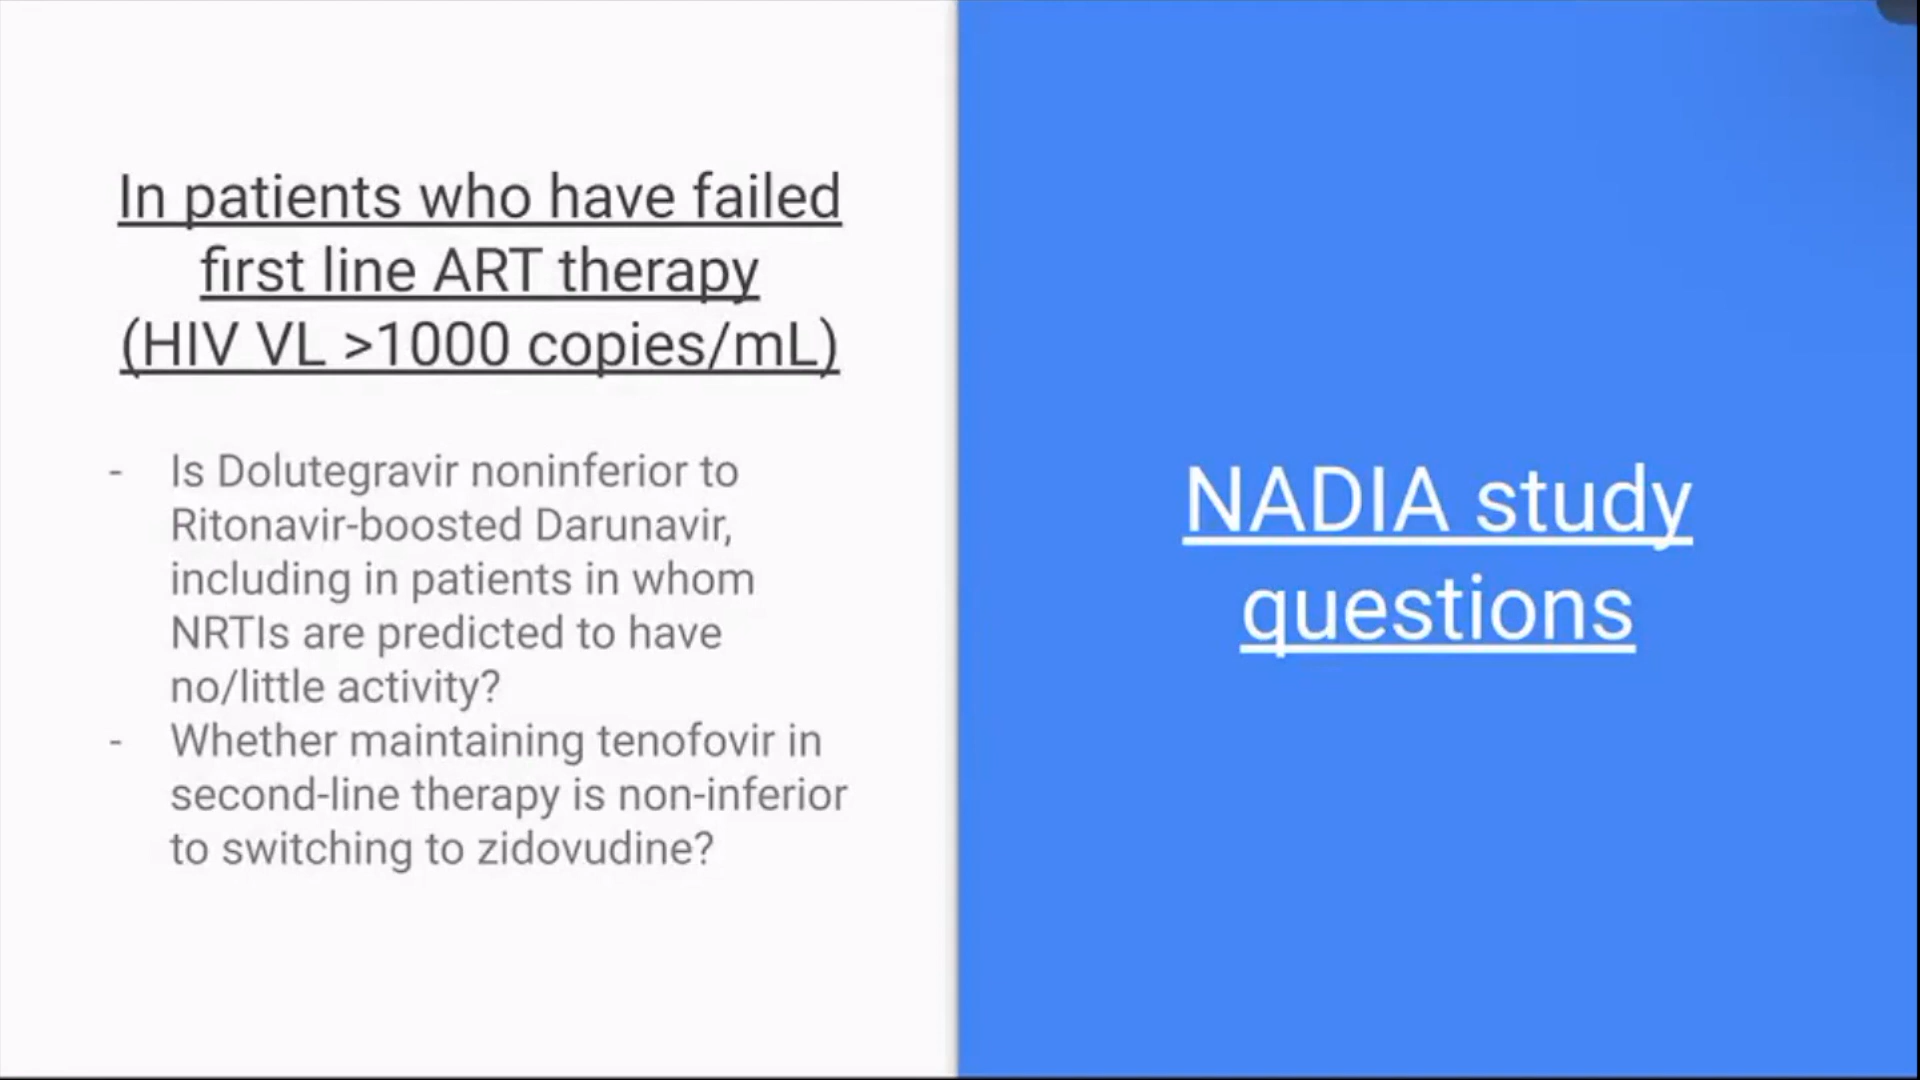 In patients who have failed
first line ART therapy
(HIV VL >1000 copies/mL)
- Is Dolutegravir noninferior to
Ritonavir-boosted Darunavir,
including in patients in whom
NRTIs are predicted to have
no/little activity?
- Whether maintaining tenofovir in
second-line therapy is non-inferior
to switching to zidovudine?
NADIA study
questions